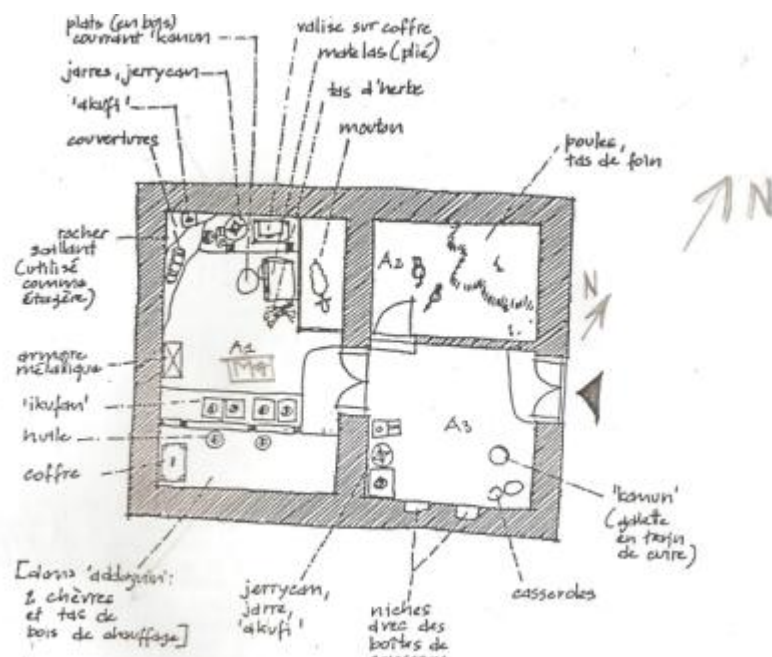 plats (en bois)
couvrant 'kanun
jarres, jerrycan
'akufi'
couvertures
valise sur coffre
matelas (plié)
tas d'herbe
mouton
poules,
tas de foin
N
N
rocher
saillant
(utilisé
comme
étagère)
armoire
métallique
'ikufan'
huile
coffre
A1
A2
A3
[dans 'addaynin':
2 chèvres
et tas de
bois de chauffage]
jerrycan,
jarre,
'akufi'
niches
avec des
boîtes de
casseroles
'kanun'
(galette
en train
de cuire)